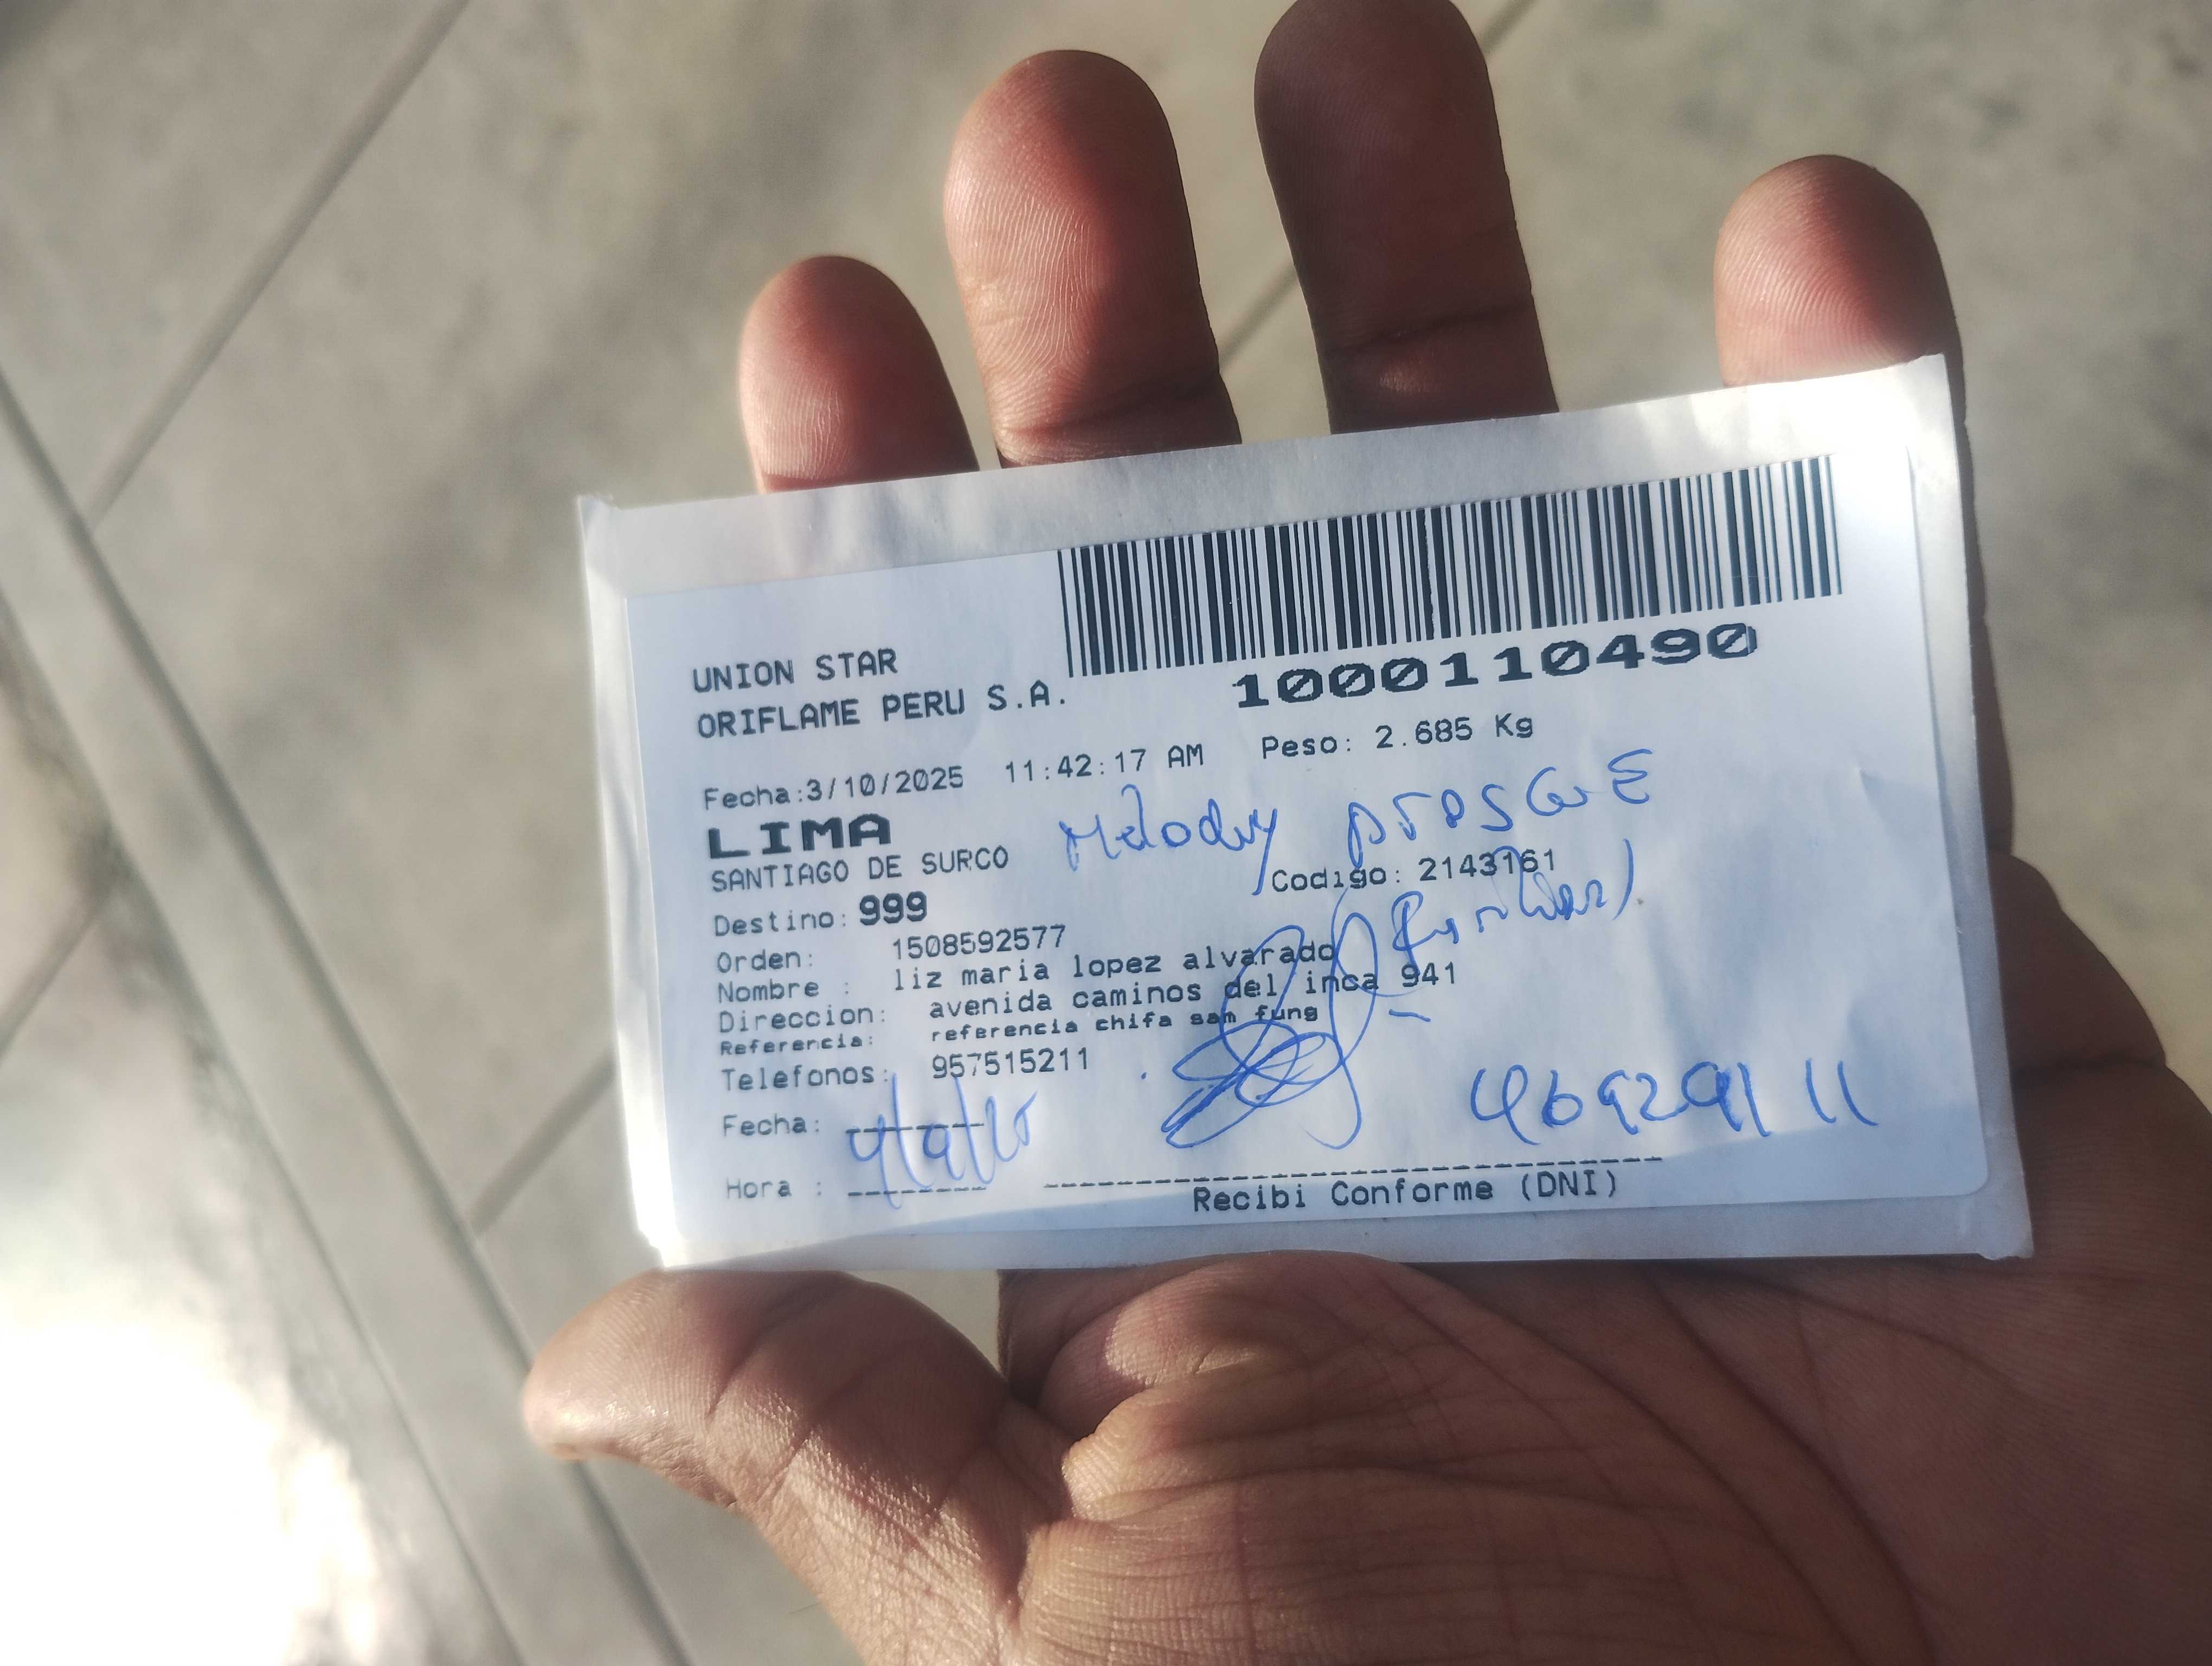 UNION STAR
ORIFLAME PERU S.A.
1000110490
Fecha:3/10/2025 11:42:17 AM Peso: 2.685 Kg
LIMA
Melody
SANTIAGO DE SURCO
Codigo: 2143161
Destino: 999
Orden: 1508592577
Nombre : liz maria lopez alvarado
Direccion: avenida caminos del inca 941
Referencia: referencia chifa sam fung
Telefonos: 957515211
Fecha:
Hora :
Recibi Conforme (DNI)